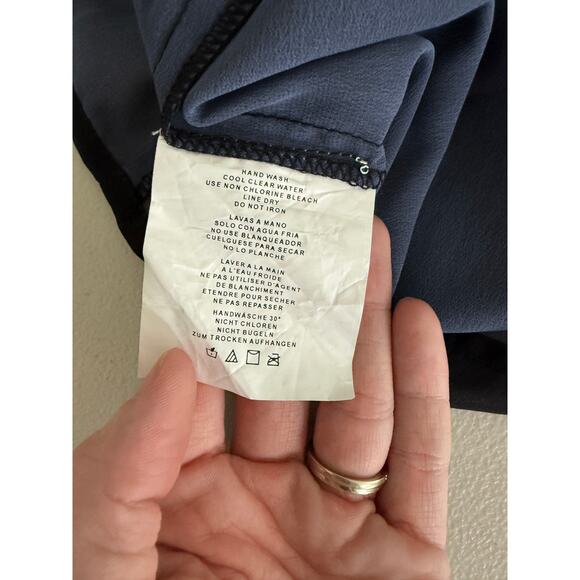 HAND WASH
COOL CLEAR WATER
USE NON CHLORINE BLEACH
LINE DRY
DO NOT IRON
LAVAS A MANO
SOLO CON AGUA FRIA
NO USE BLANQUEADOR
CUELGUESE PARA SECAR
NO LO PLANCHE
LAVER A LA MAIN
A L'EAU FROIDE
NE PAS UTILISER D'AGENT
DE BLANCHIMENT
ETENDRE POUR SECHER
NE PAS REPASSER
HANDWÄSCHE 30°
NICHT CHLOREN
NICHT BUGELN
ZUM TROCKEN AUFHANGEN